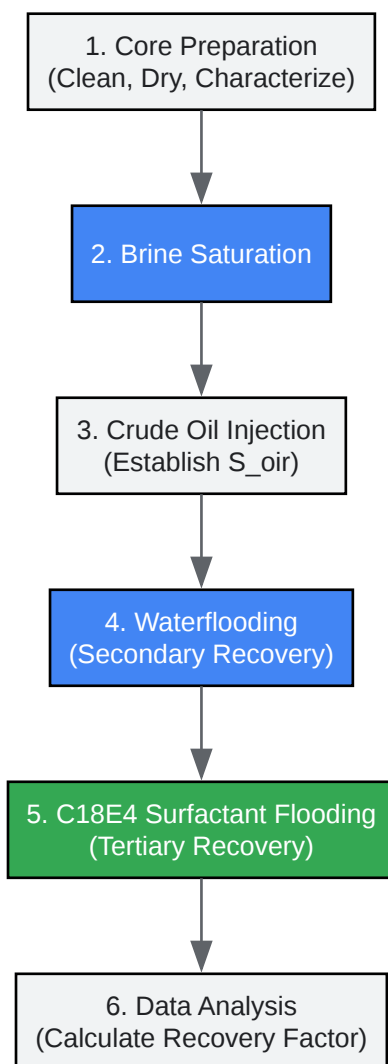 1. Core Preparation
(Clean, Dry, Characterize)
2. Brine Saturation
3. Crude Oil Injection
(Establish S_oir)
4. Waterflooding
(Secondary Recovery)
5. C18E4 Surfactant Flooding
(Tertiary Recovery)
6. Data Analysis
(Calculate Recovery Factor)